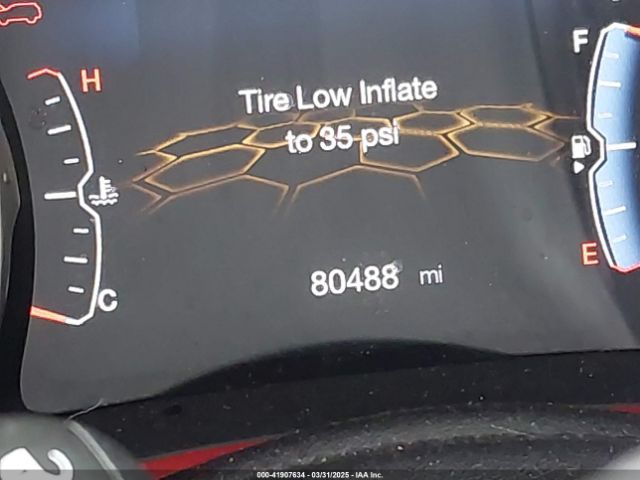 H
Tire Low Inflate
to 35 psi
F
80488 mi
C
E
000-41907634 - 03/31/2025 - IAA Inc.